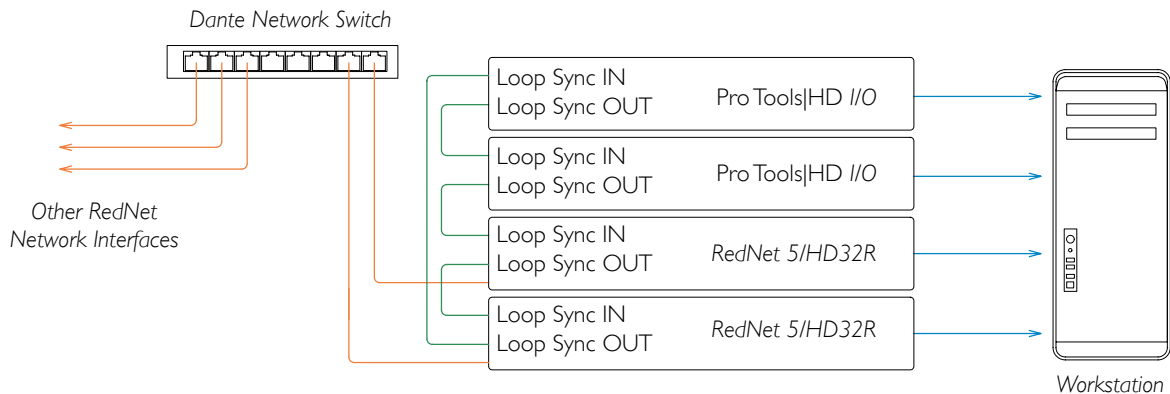 Dante Network Switch
Loop Sync IN
Loop Sync OUT
Pro Tools|HD I/O
Loop Sync IN
Loop Sync OUT
Pro Tools|HD I/O
Other RedNet
Network Interfaces
Loop Sync IN
Loop Sync OUT
RedNet 5/HD32R
Loop Sync IN
Loop Sync OUT
RedNet 5/HD32R
Workstation